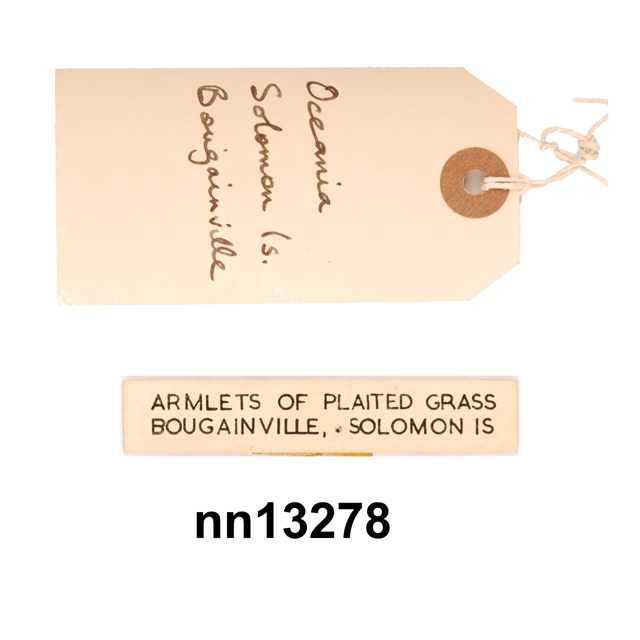 Oceania
Solomon Is.
Bougainville
ARMLETS OF PLAITED GRASS
BOUGAINVILLE, . SOLOMON IS
nn13278